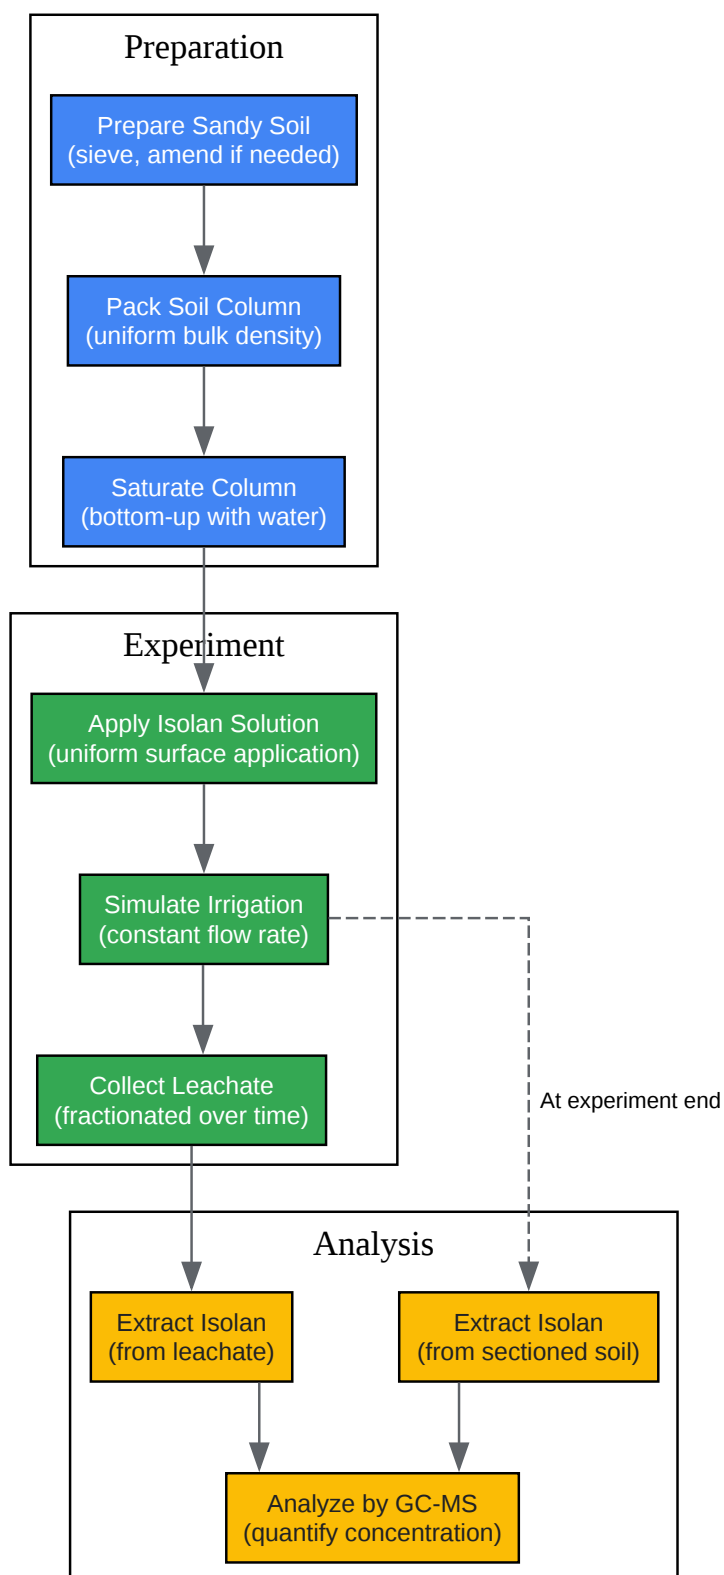 Preparation
Prepare Sandy Soil
(sieve, amend if needed)
Pack Soil Column
(uniform bulk density)
Saturate Column
(bottom-up with water)
Experiment
Apply Isolan Solution
(uniform surface application)
Simulate Irrigation
(constant flow rate)
Collect Leachate
(fractionated over time)
At experiment end
Analysis
Extract Isolan
(from leachate)
Extract Isolan
(from sectioned soil)
Analyze by GC-MS
(quantify concentration)